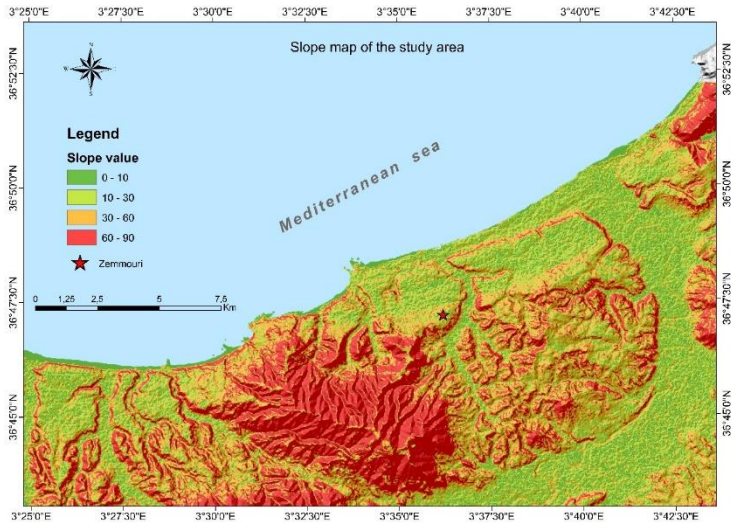 3°25'0"E 3°27'30"E 3°30'0"E 3°32'30"E 3°35'0"E 3°37'30"E 3°40'0"E 3°42'30"E
Slope map of the study area
N
W E
S
36°52'30"N
36°52'30"N
Legend
Slope value
0 - 10
10 - 30
30 - 60
60 - 90
Zemmouri
Mediterranean sea
36°50'0"N
36°50'0"N
0 1,25 2,5 5 7,5
Km
36°47'30"N
36°47'30"N
36°45'0"N
36°45'0"N
3°25'0"E 3°27'30"E 3°30'0"E 3°32'30"E 3°35'0"E 3°37'30"E 3°40'0"E 3°42'30"E